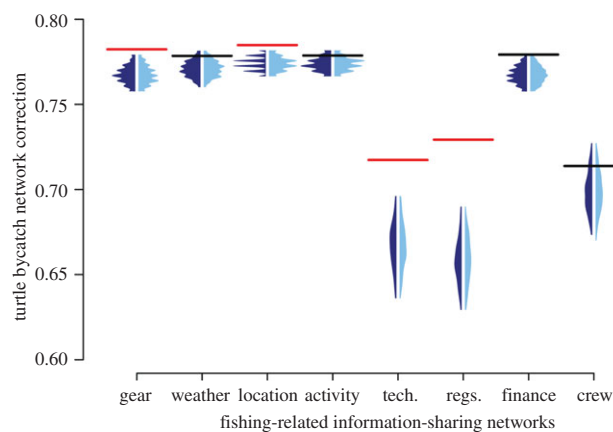 turtle bycatch network correction
0.80
0.75
0.70
0.65
0.60
gear weather location activity tech. regs. finance crew
fishing-related information-sharing networks